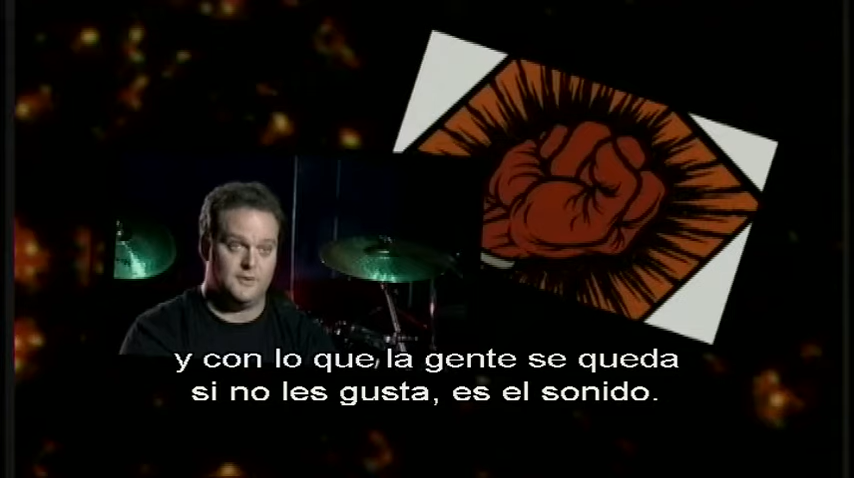 y con lo que la gente se queda
si no les gusta, es el sonido.